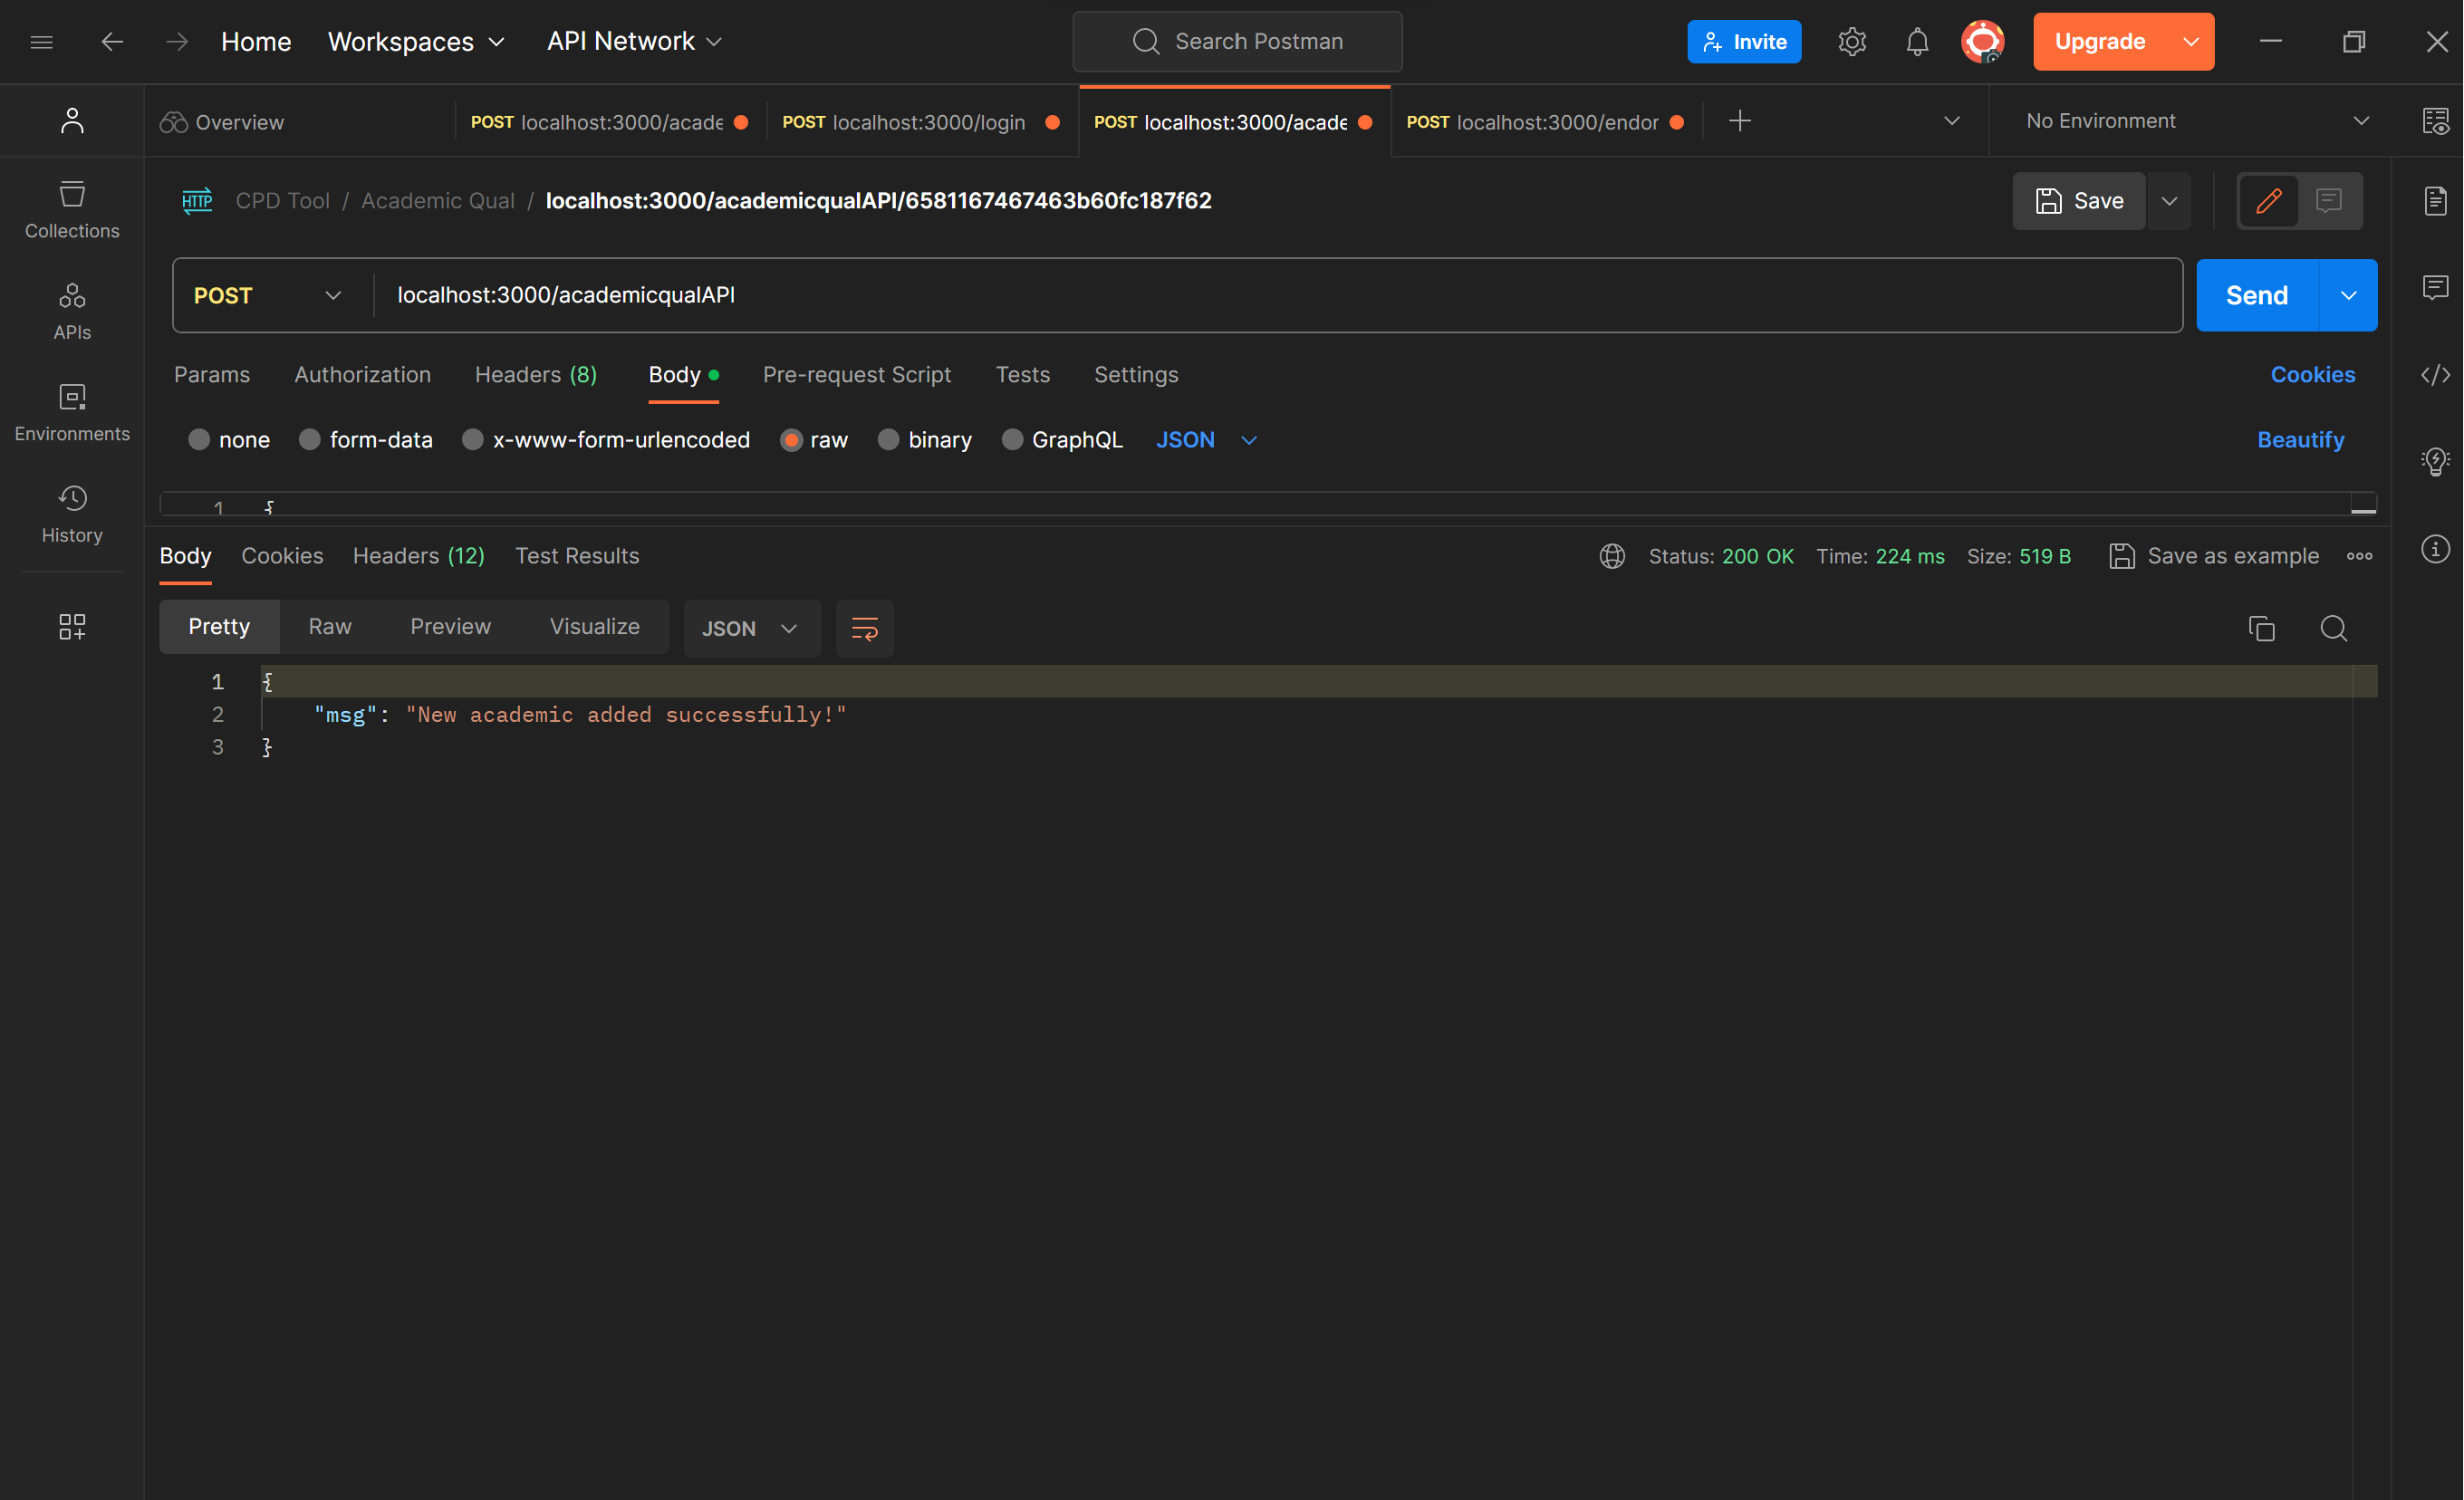 Home Workspaces API Network Search Postman Invite Upgrade
Overview POST localhost:3000/acade POST localhost:3000/login POST localhost:3000/acade POST localhost:3000/endor No Environment
HTTP CPD Tool / Academic Qual / localhost:3000/academicqualAPI/6581167467463b60fc187f62 Save
Collections
POST localhost:3000/academicqualAPI Send
APIs
Params Authorization Headers (8) Body Pre-request Script Tests Settings Cookies
Environments
none form-data x-www-form-urlencoded raw binary GraphQL JSON Beautify
1 {
History
Body Cookies Headers (12) Test Results Status: 200 OK Time: 224 ms Size: 519 B Save as example
Pretty Raw Preview Visualize JSON
1 {
2 "msg": "New academic added successfully!"
3 }